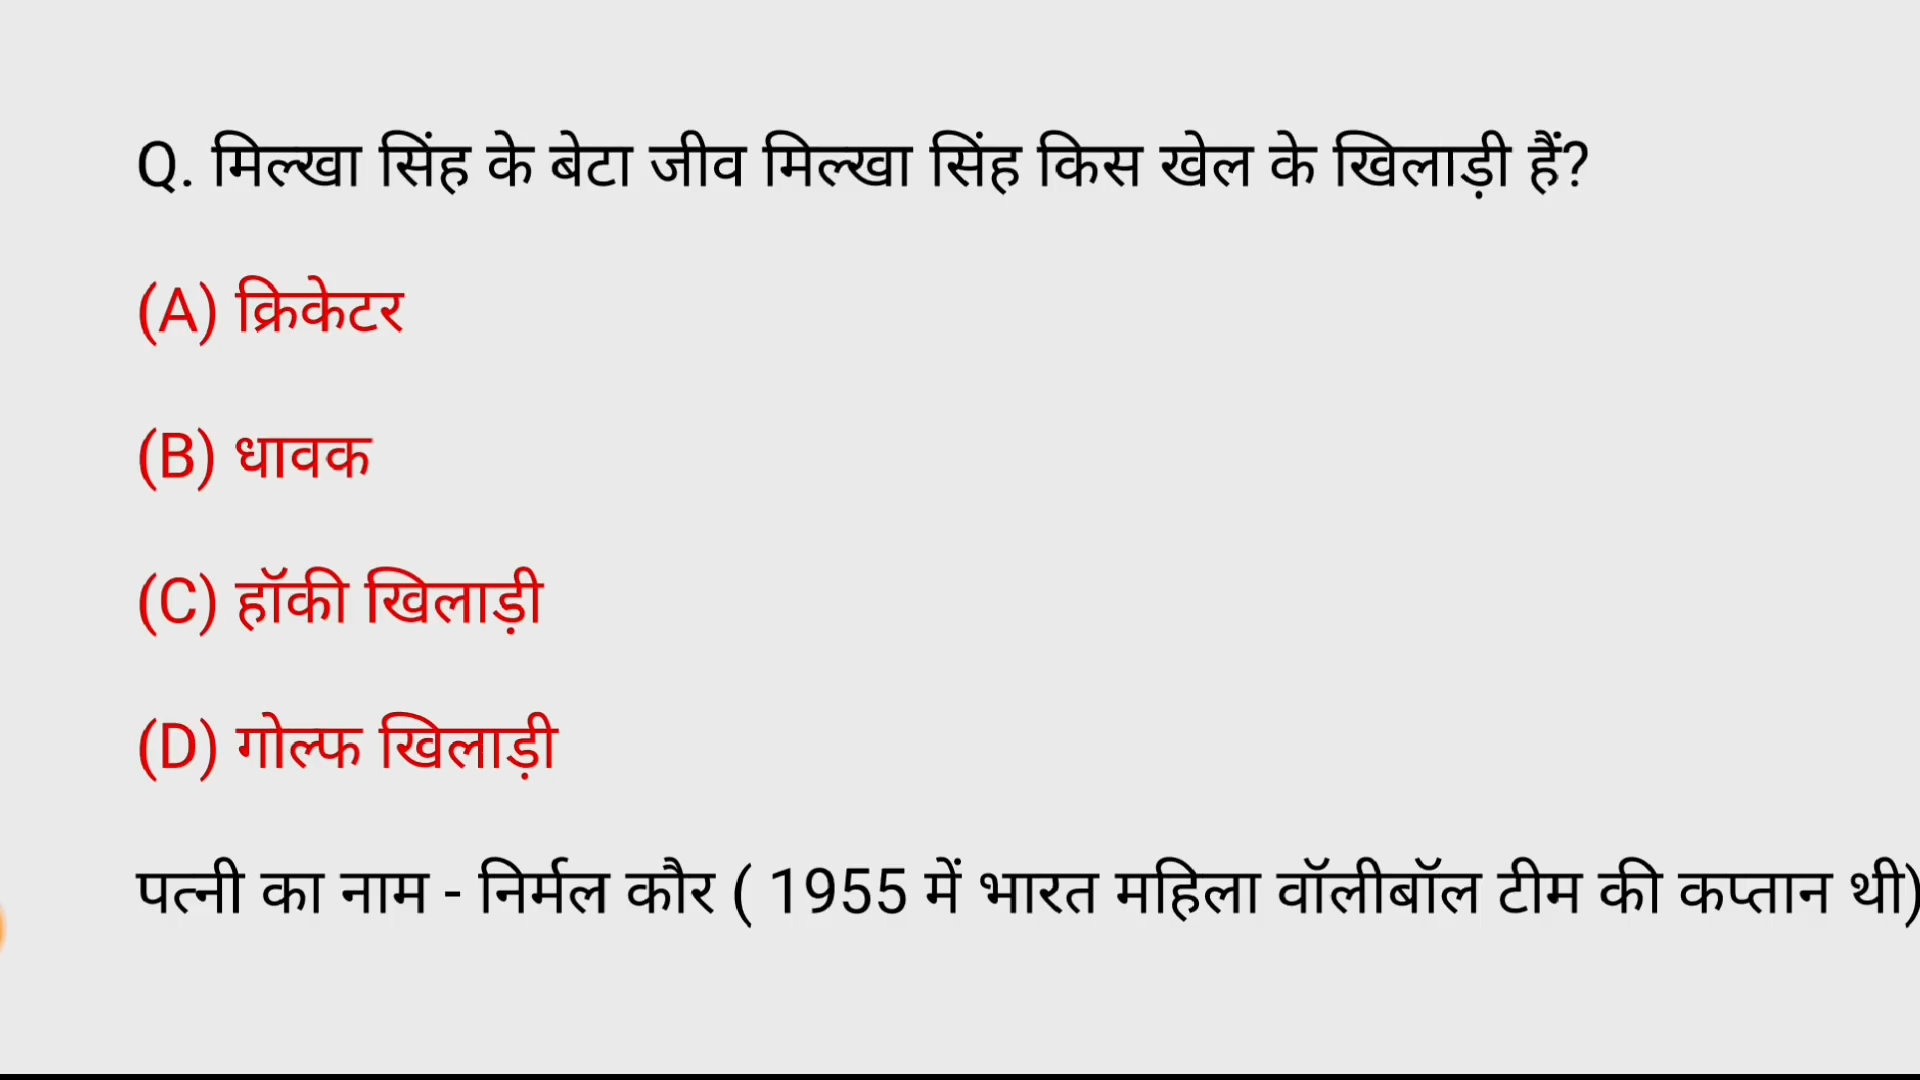 Q. मिल्खा सिंह के बेटा जीव मिल्खा सिंह किस खेल के खिलाड़ी हैं?
(A) क्रिकेटर
(B) धावक
(C) हॉकी खिलाड़ी
(D) गोल्फ खिलाड़ी
पत्नी का नाम - निर्मल कौर ( 1955 में भारत महिला वॉलीबॉल टीम की कप्तान थी)